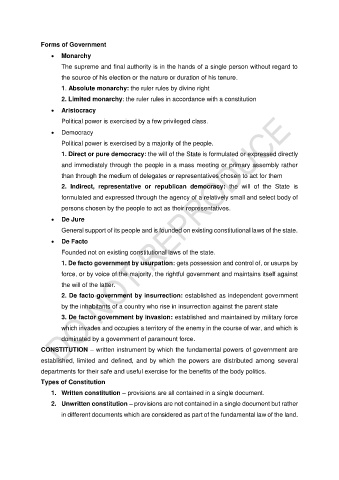 Forms of Government
• Monarchy
The supreme and final authority is in the hands of a single person without regard to
the source of his election or the nature or duration of his tenure.
1. Absolute monarchy: the ruler rules by divine right
2. Limited monarchy: the ruler rules in accordance with a constitution
• Aristocracy
Political power is exercised by a few privileged class.
• Democracy
Political power is exercised by a majority of the people.
1. Direct or pure democracy: the will of the State is formulated or expressed directly
and immediately through the people in a mass meeting or primary assembly rather
than through the medium of delegates or representatives chosen to act for them
2. Indirect, representative or republican democracy: the will of the State is
formulated and expressed through the agency of a relatively small and select body of
persons chosen by the people to act as their representatives.
• De Jure
General support of its people and is founded on existing constitutional laws of the state.
• De Facto
Founded not on existing constitutional laws of the state.
1. De facto government by usurpation: gets possession and control of, or usurps by
force, or by voice of the majority, the rightful government and maintains itself against
the will of the latter.
2. De facto government by insurrection: established as independent government
by the inhabitants of a country who rise in insurrection against the parent state
3. De factor government by invasion: established and maintained by military force
which invades and occupies a territory of the enemy in the course of war, and which is
dominated by a government of paramount force.
CONSTITUTION – written instrument by which the fundamental powers of government are
established, limited and defined, and by which the powers are distributed among several
departments for their safe and useful exercise for the benefits of the body politics.
Types of Constitution
1. Written constitution – provisions are all contained in a single document.
2. Unwritten constitution – provisions are not contained in a single document but rather
in different documents which are considered as part of the fundamental law of the land.
DO NOT REPRODUCE